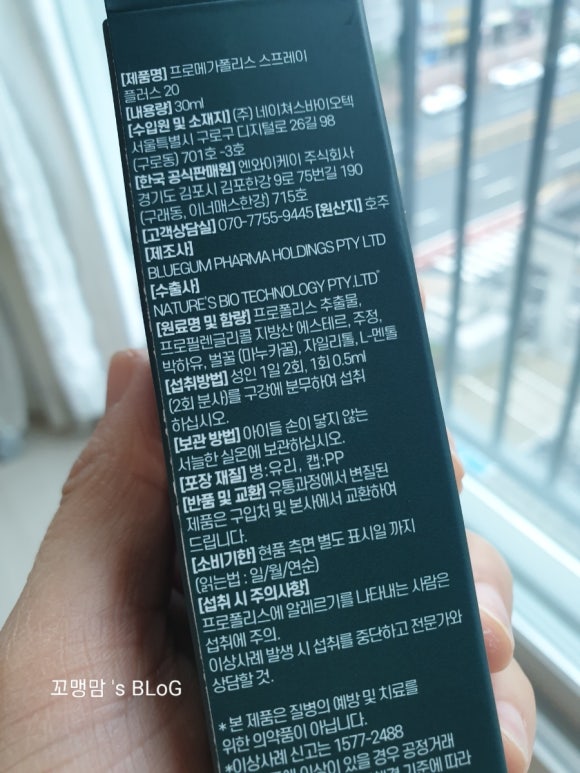 [제품명] 프로메가폴리스 스프레이
플러스 20
[내용량] 30ml
[수입원 및 소재지] (주) 네이쳐스바이오텍
서울특별시 구로구 디지털로 26길 98
(구로동) 701호 -3호
[한국 공식판매원] 엔와이케이 주식회사
경기도 김포시 김포한강 9로 75번길 190
(구래동, 이너매스한강) 715호
[고객상담실] 070-7755-9445 [원산지] 호주
[제조사]
BLUEGUM PHARMA HOLDINGS PTY LTD
[수출사]
NATURE'S BIO TECHNOLOGY PTY.LTD
[원료명 및 함량] 프로폴리스 추출물,
프로필렌글리콜 지방산 에스테르, 주정,
박하유, 벌꿀 (마누카꿀), 자일리톨, L-멘톨
[섭취방법] 성인 1일 2회, 1회 0.5ml
(2회 분사)를 구강에 분무하여 섭취
하십시오.
[보관 방법] 아이들 손이 닿지 않는
서늘한 실온에 보관하십시오.
[포장 재질] 병:유리, 캡:PP
[반품 및 교환] 유통과정에서 변질된
제품은 구입처 및 본사에서 교환하여
드립니다.
[소비기한] 현품 측면 별도 표시일 까지
(읽는법 : 일/월/연순)
[섭취 시 주의사항]
프로폴리스에 알레르기를 나타내는 사람은
섭취에 주의.
이상사례 발생 시 섭취를 중단하고 전문가와
상담할 것.
꼬맹맘 's BLoG
*본 제품은 질병의 예방 및 치료를
위한 의약품이 아닙니다.
*이상사례 신고는 1577-2488
이상이 있을 경우 공정거래
기준에 따라